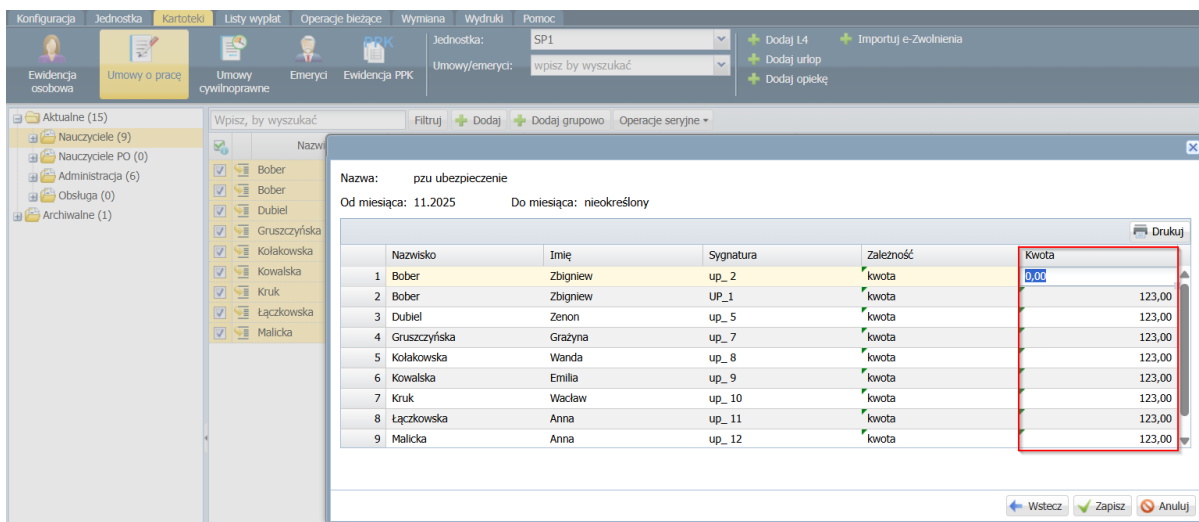 Konfiguracja Jednostka Kartoteki Listy wypłat Operacje bieżące Wymiana Wydruki Pomoc
Ewidencja osobowa
Umowy o pracę
Umowy cywilnoprawne
Emeryci
PPK
Ewidencja PPK
Jednostka: SP1
Umowy/emeryci: wpisz by wyszukać
Dodaj L4
Dodaj urlop
Dodaj opiekę
Importuj e-Zwolnienia
Aktualne (15)
Nauczyciele (9)
Nauczyciele PO (0)
Administracja (6)
Obsługa (0)
Archiwalne (1)
Wpisz, by wyszukać Filtruj Dodaj Dodaj grupowo Operacje seryjne
Nazwi
Bober
Bober
Dubiel
Gruszczyńska
Kołakowska
Kowalska
Kruk
Łączkowska
Malicka
Nazwa: pzu ubezpieczenie
Od miesiąca: 11.2025 Do miesiąca: nieokreślony
Drukuj
Nazwisko Imię Sygnatura Zależność Kwota
1 Bober Zbigniew up_ 2 kwota 0,00
2 Bober Zbigniew UP_1 kwota 123,00
3 Dubiel Zenon up_ 5 kwota 123,00
4 Gruszczyńska Grażyna up_ 7 kwota 123,00
5 Kołakowska Wanda up_ 8 kwota 123,00
6 Kowalska Emilia up_ 9 kwota 123,00
7 Kruk Wacław up_ 10 kwota 123,00
8 Łączkowska Anna up_ 11 kwota 123,00
9 Malicka Anna up_ 12 kwota 123,00
Wstecz Zapisz Anuluj